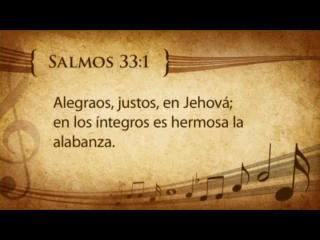 { Salmos 33:1 }
Alegraos, justos, en Jehová;
en los íntegros es hermosa la
alabanza.